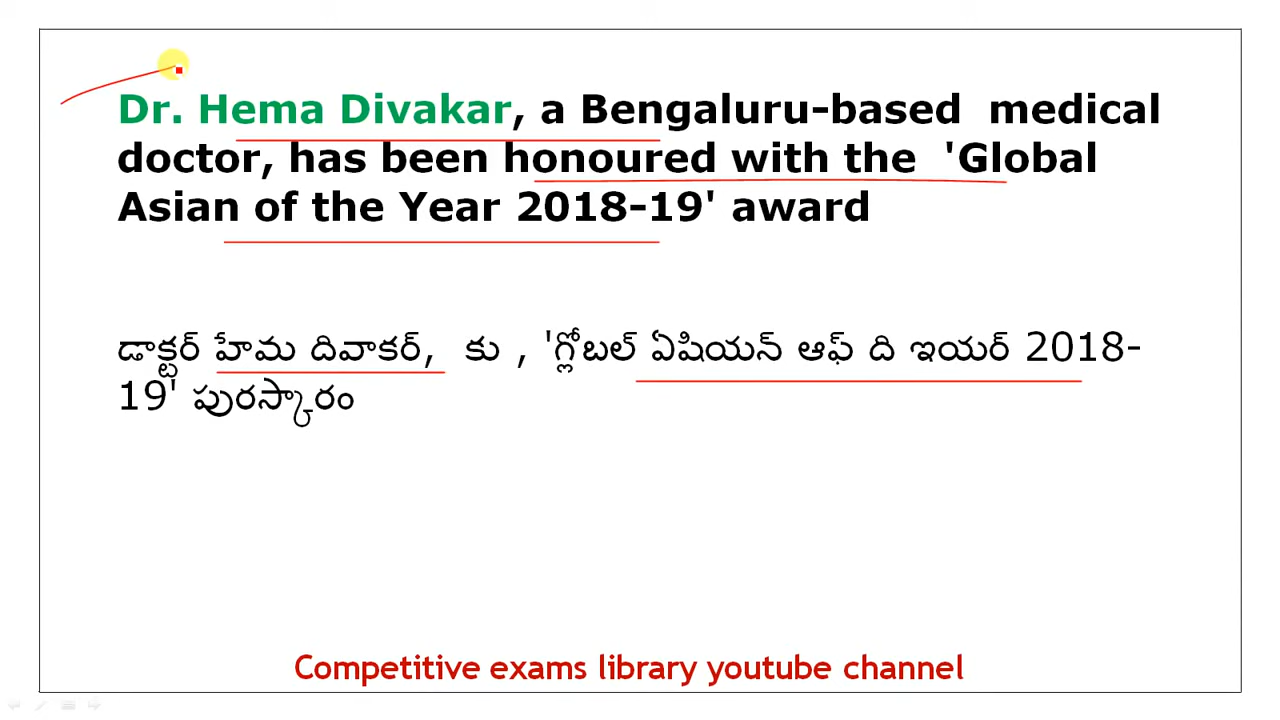 Dr. Hema Divakar, a Bengaluru-based medical
doctor, has been honoured with the 'Global
Asian of the Year 2018-19' award
డాక్టర్ హేమ దివాకర్, కు , 'గ్లోబల్ ఏషియన్ ఆఫ్ ది ఇయర్ 2018-
19' పురస్కారం
Competitive exams library youtube channel